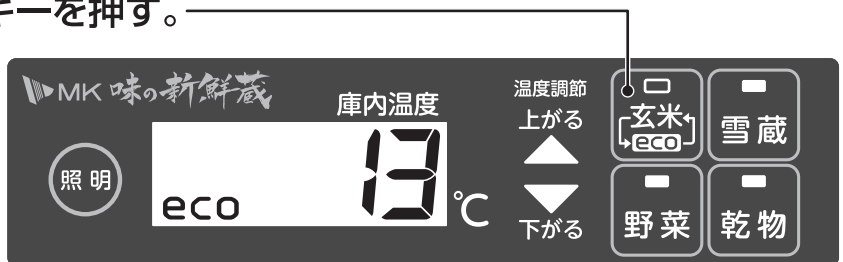 キーを押す。
MK 味の新鮮蔵
照明
庫内温度
eco 13℃
温度調節
上がる
下がる
玄米
eco
雪蔵
野菜
乾物